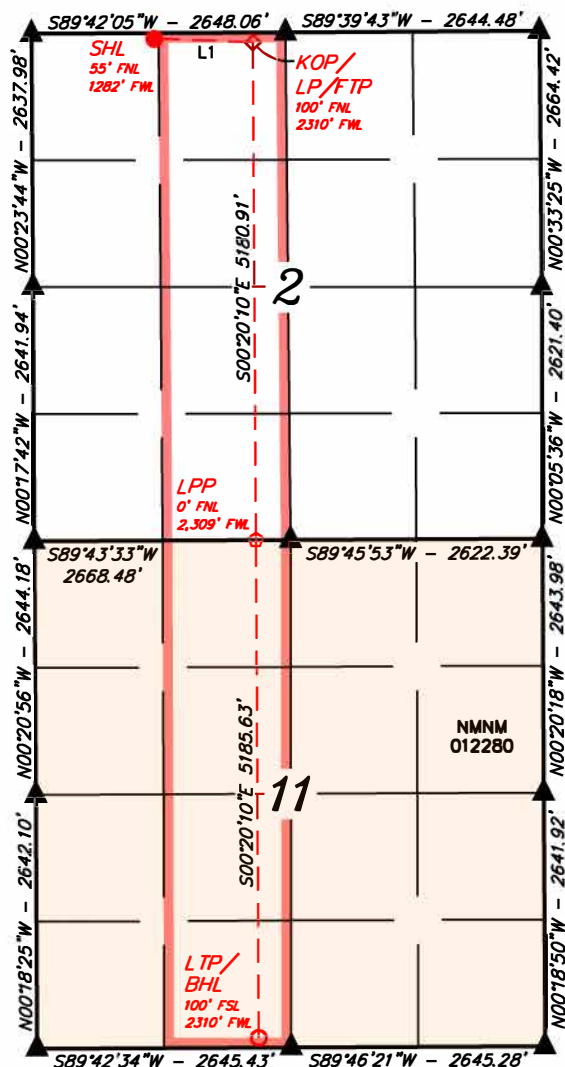 S89°42'05"W - 2648.06'
S89°39'43"W - 2644.48'
SHL
55' FNL
1282' FWL
L1
KOP/
LP/FTP
100' FNL
2310' FWL
N00°23'44"W - 2637.98'
N00°33'25"W - 2664.42'
S00°20'10"E 5180.91'
2
N00°17'42"W - 2641.94'
N00°05'36"W - 2621.40'
LPP
0' FNL
2,309' FWL
S89°43'33"W
2668.48'
S89°45'53"W - 2622.39'
N00°20'56"W - 2644.18'
N00°20'18"W - 2643.98'
NMNM
012280
S00°20'10"E 5185.63'
11
N00°18'25"W - 2642.10'
N00°18'50"W - 2641.92'
LTP/
BHL
100' FSL
2310' FWL
S89°42'34"W - 2645.43'
S89°46'21"W - 2645.28'